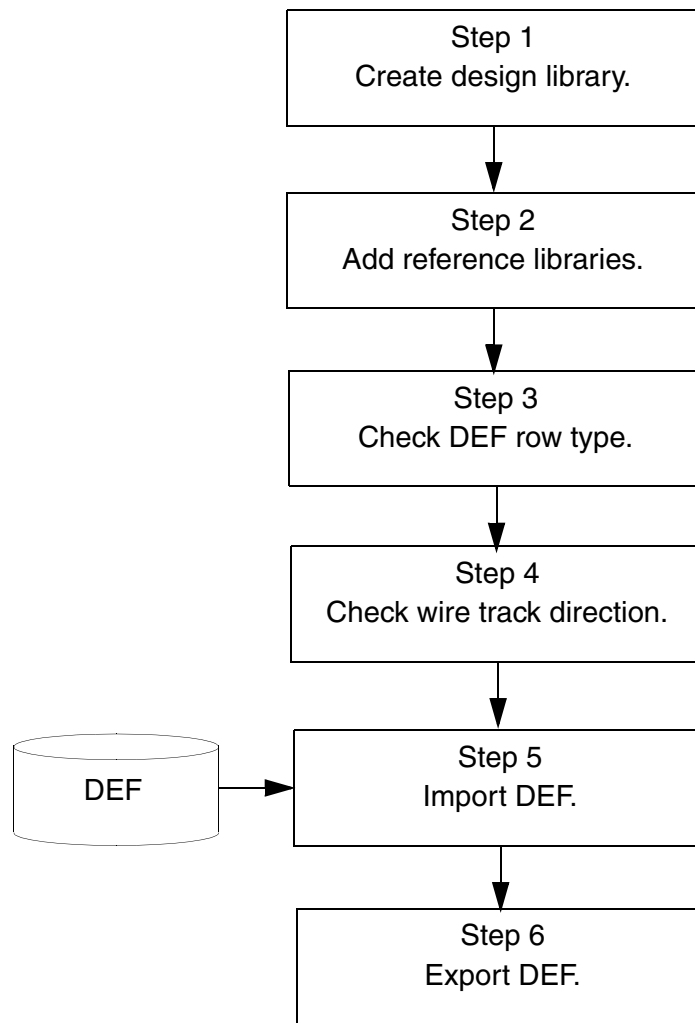 Step 1
Create design library.
Step 2
Add reference libraries.
Step 3
Check DEF row type.
Step 4
Check wire track direction.
DEF
Step 5
Import DEF.
Step 6
Export DEF.